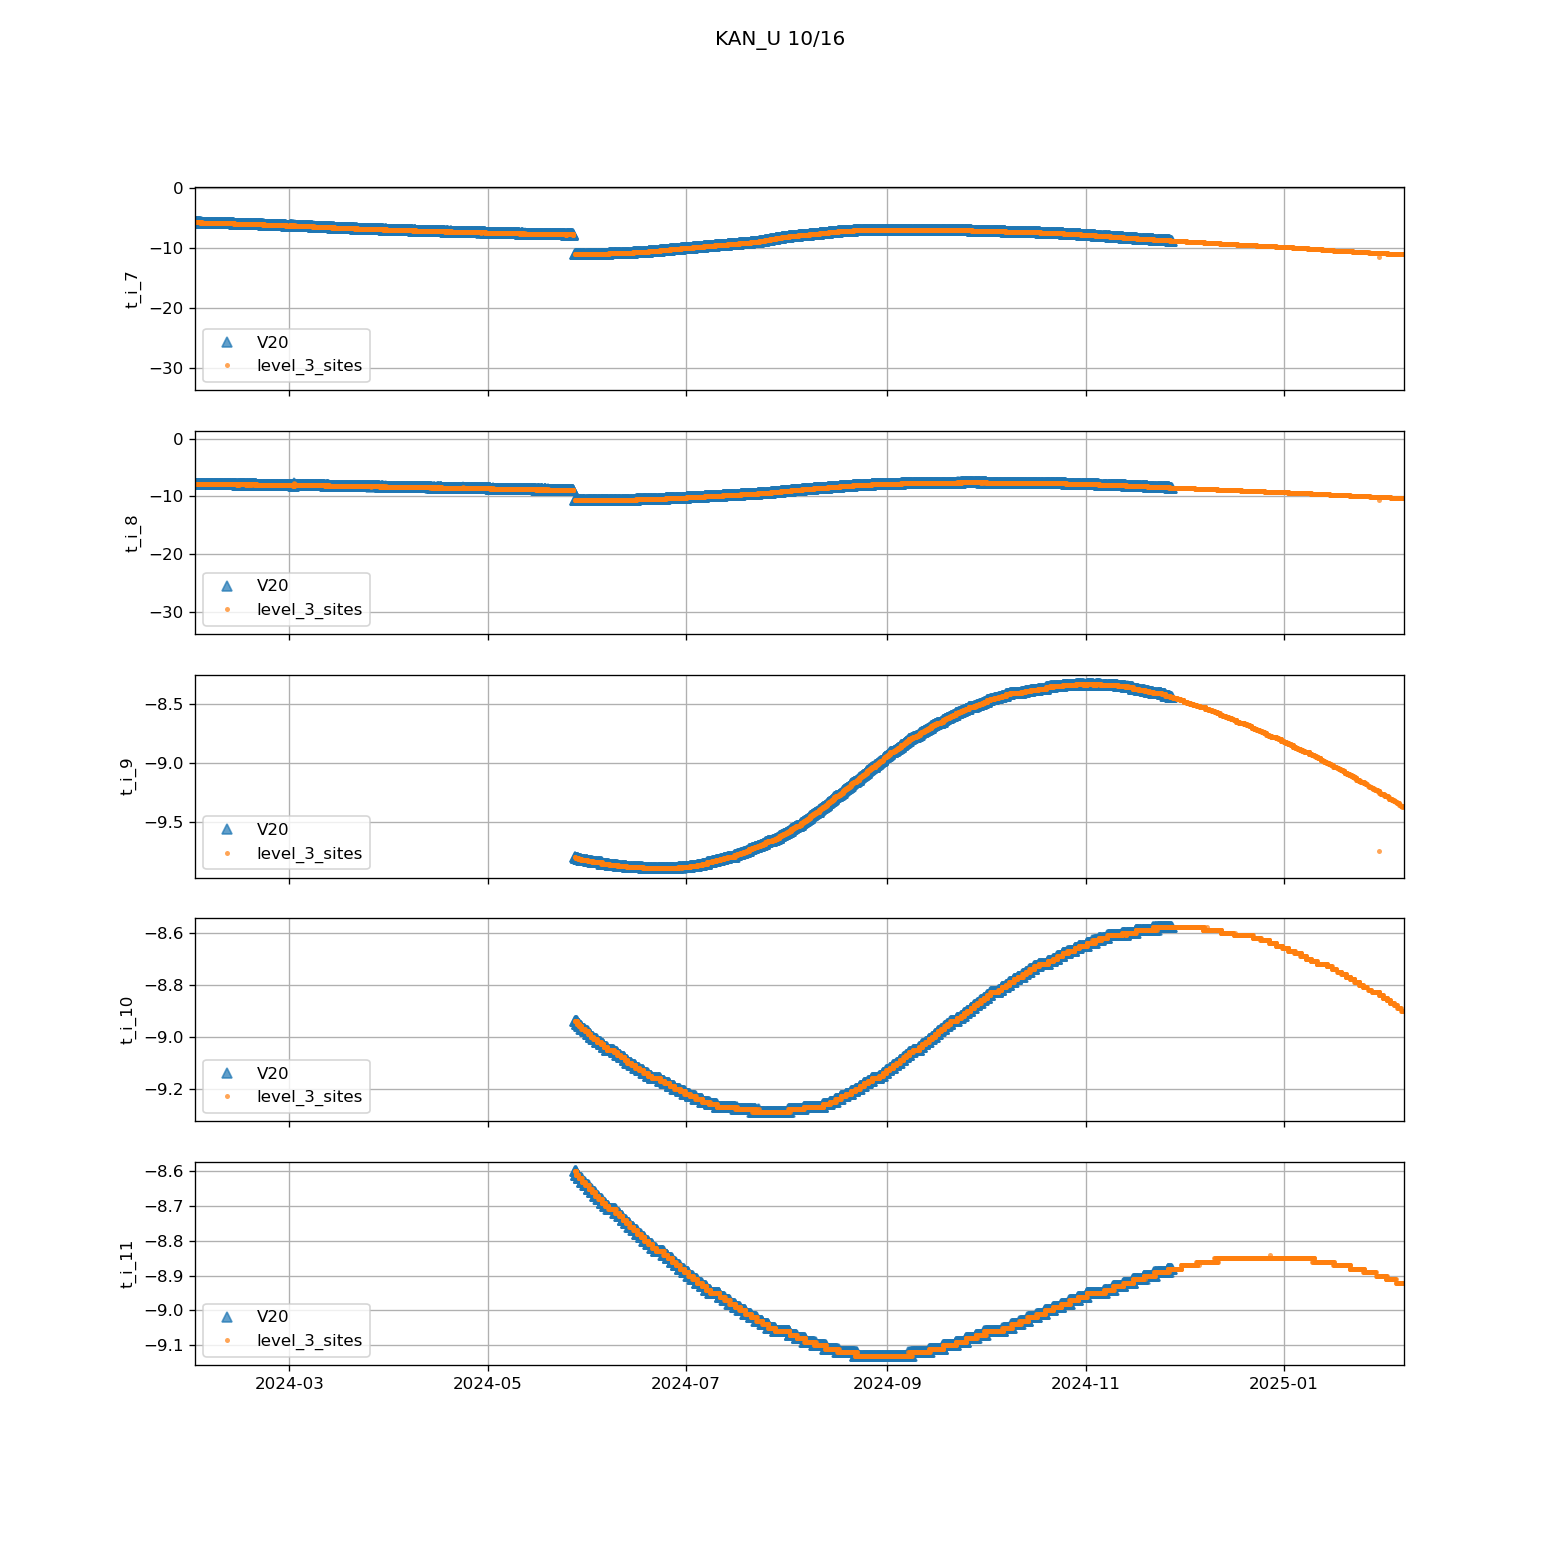 KAN_U 10/16
0
−10
−20
−30
t_i_7
V20
level_3_sites
0
−10
−20
−30
t_i_8
V20
level_3_sites
−8.5
−9.0
−9.5
t_i_9
V20
level_3_sites
−8.6
−8.8
−9.0
−9.2
t_i_10
V20
level_3_sites
−8.6
−8.7
−8.8
−8.9
−9.0
−9.1
t_i_11
V20
level_3_sites
2024-03 2024-05 2024-07 2024-09 2024-11 2025-01